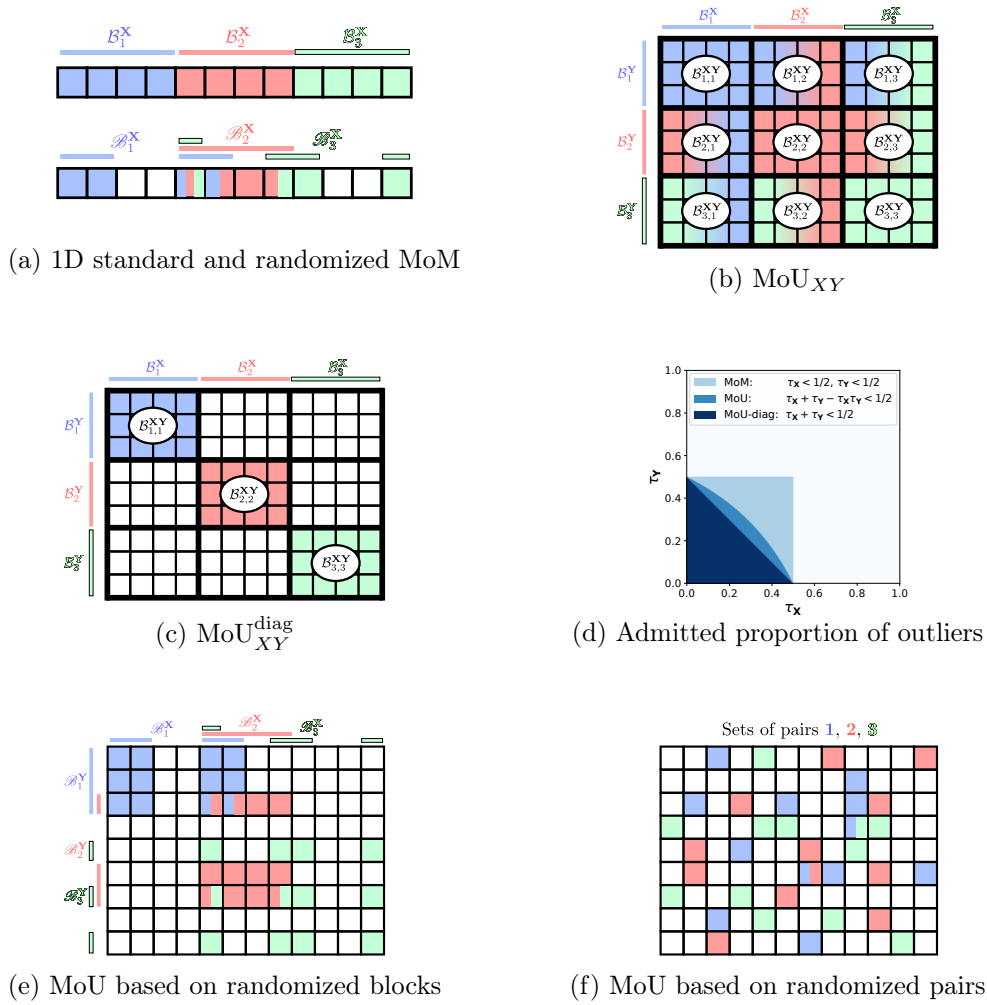 ℬ₁^𝐗 ℬ₂^𝐗 ℬ₃^𝐗
ℬ₁^𝐗 ℬ₂^𝐗 ℬ₃^𝐗
(a) 1D standard and randomized MoM
ℬ₁^𝐗 ℬ₂^𝐗 ℬ₃^𝐗
ℬ₁^𝐘 ℬ₁,₁^𝐗𝐘 ℬ₁,₂^𝐗𝐘 ℬ₁,₃^𝐗𝐘
ℬ₂^𝐘 ℬ₂,₁^𝐗𝐘 ℬ₂,₂^𝐗𝐘 ℬ₂,₃^𝐗𝐘
ℬ₃^𝐘 ℬ₃,₁^𝐗𝐘 ℬ₃,₂^𝐗𝐘 ℬ₃,₃^𝐗𝐘
(b) MoU_XY
ℬ₁^𝐗 ℬ₂^𝐗 ℬ₃^𝐗
ℬ₁^𝐘 ℬ₁,₁^𝐗𝐘
ℬ₂^𝐘 ℬ₂,₂^𝐗𝐘
ℬ₃^𝐘 ℬ₃,₃^𝐗𝐘
(c) MoU_XY^diag
MoM: τ_𝐗 < 1/2, τ_𝐘 < 1/2
MoU: τ_𝐗 + τ_𝐘 − τ_𝐗τ_𝐘 < 1/2
MoU-diag: τ_𝐗 + τ_𝐘 < 1/2
1.0
0.8
0.6
0.4
0.2
0.0
τ_𝐘
0.0 0.2 0.4 0.6 0.8 1.0
τ_𝐗
(d) Admitted proportion of outliers
ℬ₁^𝐗 ℬ₂^𝐗 ℬ₃^𝐗
ℬ₁^𝐘
ℬ₂^𝐘
ℬ₃^𝐘
(e) MoU based on randomized blocks
Sets of pairs 1, 2, 3
(f) MoU based on randomized pairs